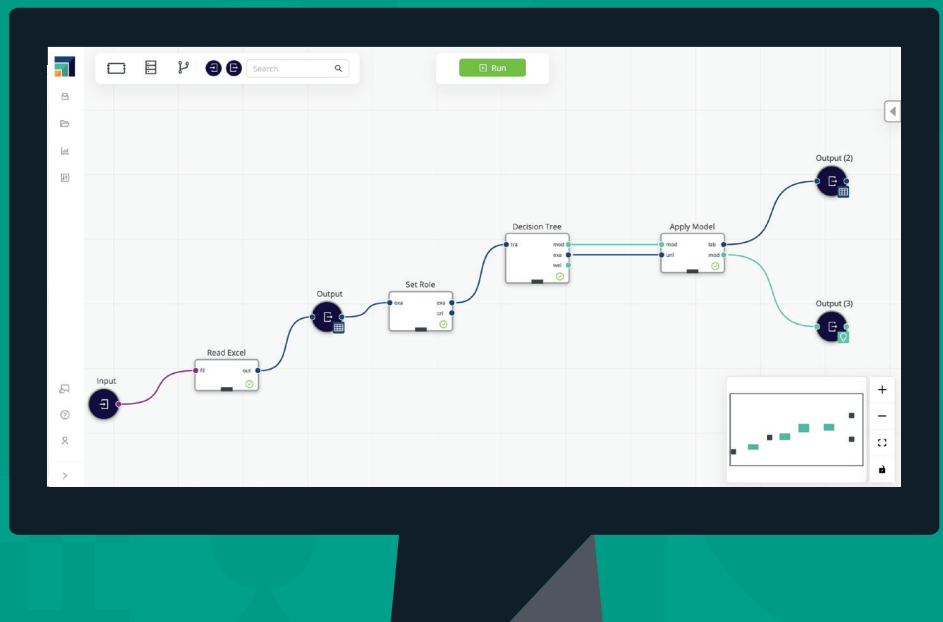 Search
Run
Output (2)
Decision Tree
tra
mod
exa
wei
Apply Model
mod
lab
unl
mod
Output (3)
Set Role
exa
exa
ori
Output
Read Excel
fil
out
Input